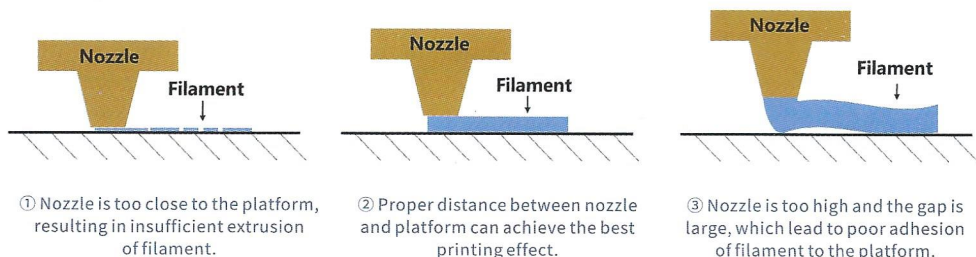 Nozzle
Filament
① Nozzle is too close to the platform,
resulting in insufficient extrusion
of filament.
Nozzle
Filament
② Proper distance between nozzle
and platform can achieve the best
printing effect.
Nozzle
Filament
③ Nozzle is too high and the gap is
large, which lead to poor adhesion
of filament to the platform.